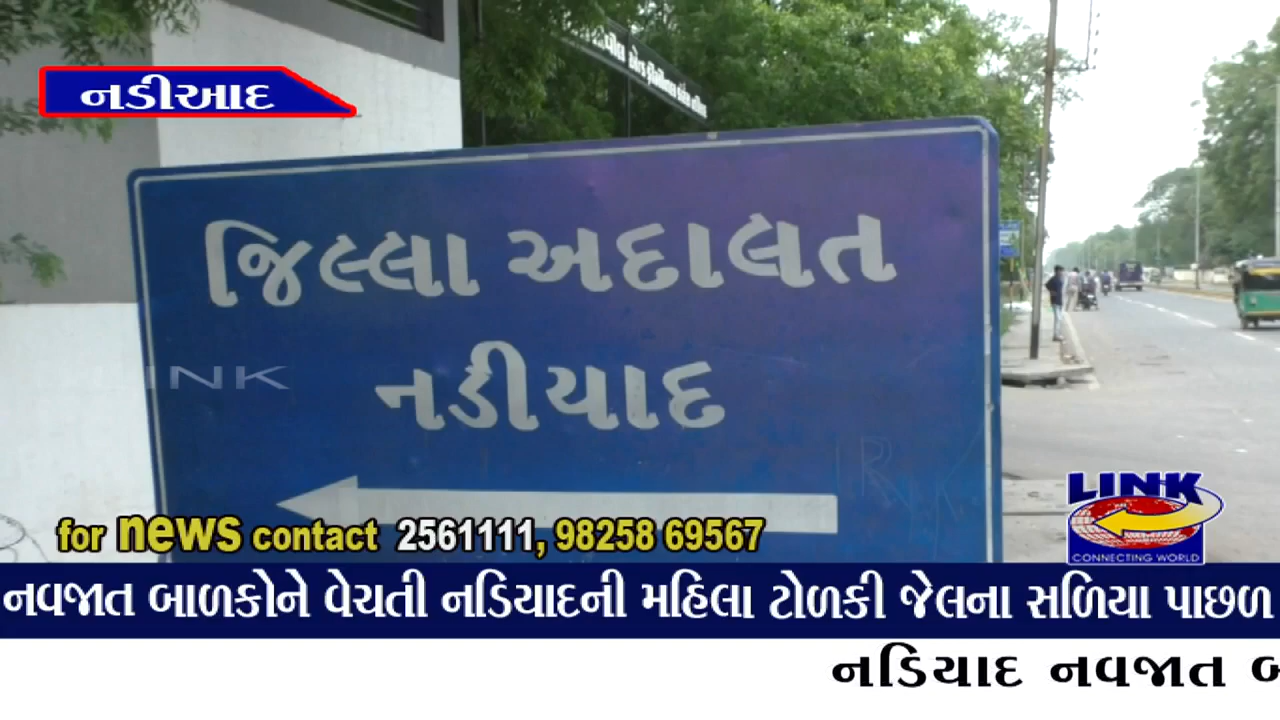 નડીઆદ
જિલ્લા અદાલત
નડીયાદ
INK
for news contact 2561111, 98258 69567
LINK
CONNECTING WORLD
નવજાત બાળકોને વેચતી નડિયાદની મહિલા ટોળકી જેલના સળિયા પાછળ
નડિયાદ નવજાત બ